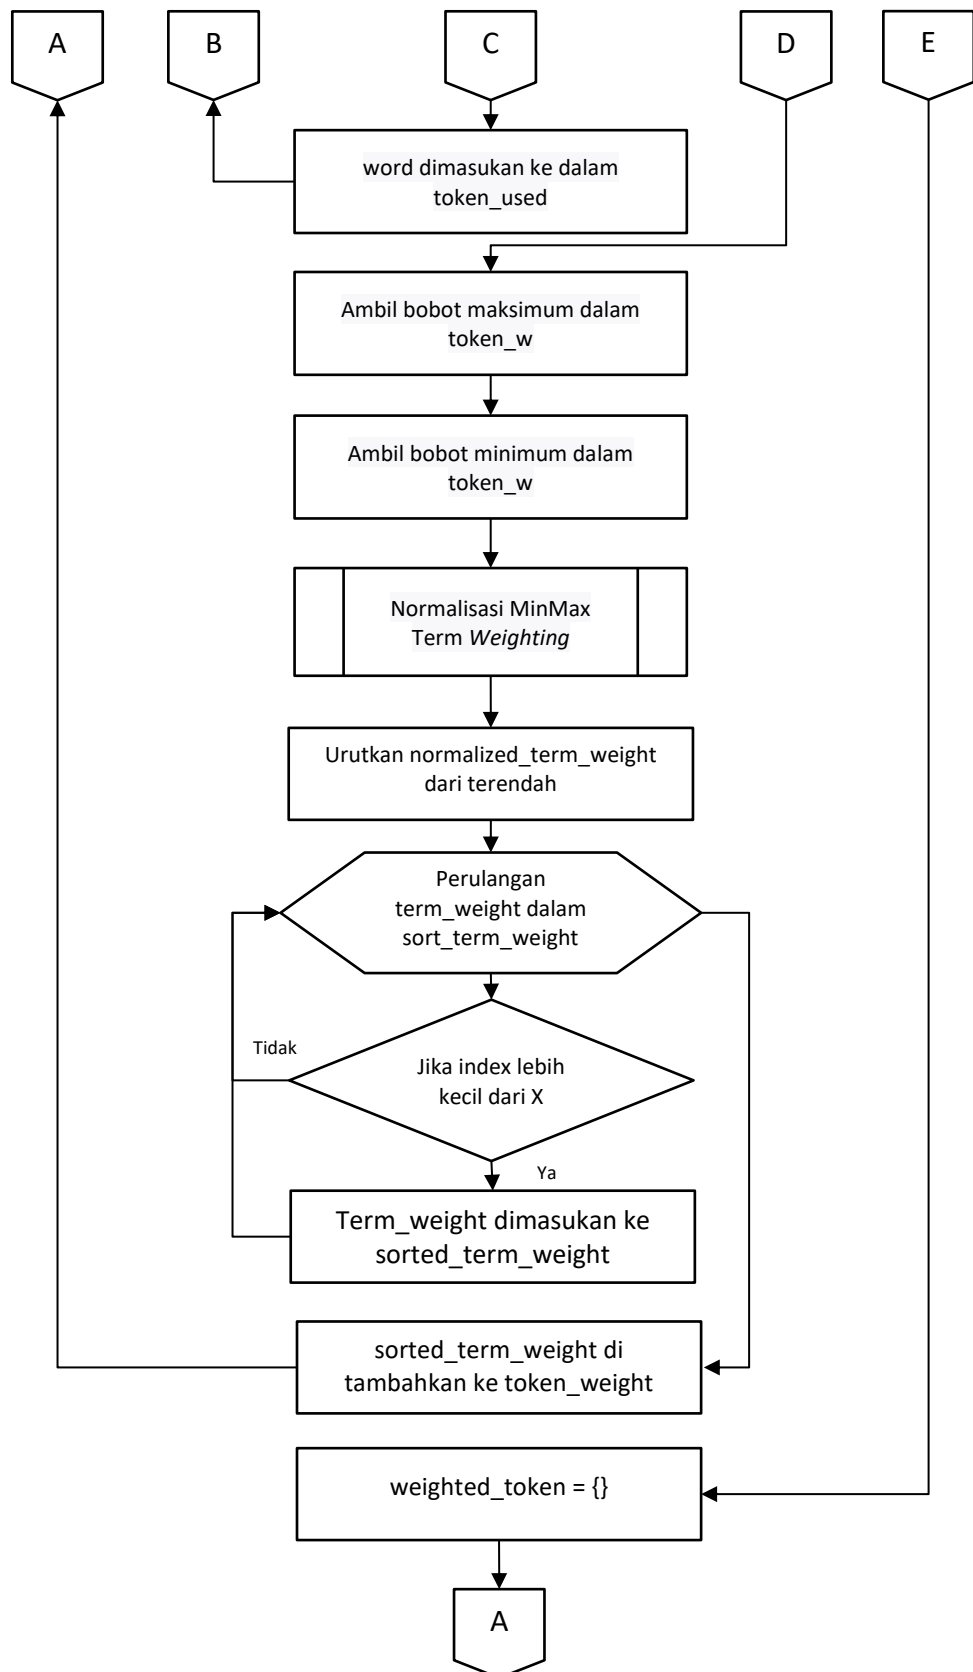 A
B
C
D
E
word dimasukan ke dalam
token_used
Ambil bobot maksimum dalam
token_w
Ambil bobot minimum dalam
token_w
Normalisasi MinMax
Term Weighting
Urutkan normalized_term_weight
dari terendah
Perulangan
term_weight dalam
sort_term_weight
Tidak
Jika index lebih
kecil dari X
Ya
Term_weight dimasukan ke
sorted_term_weight
sorted_term_weight di
tambahkan ke token_weight
weighted_token = {}
A